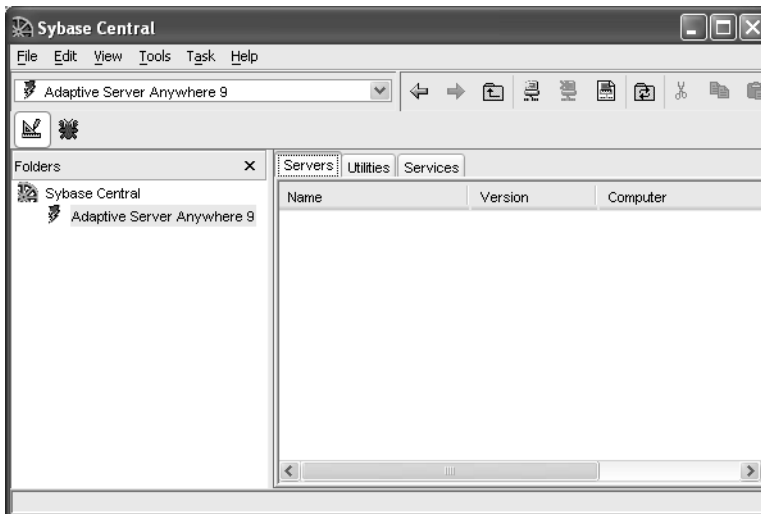 Sybase Central
File Edit View Tools Task Help
Adaptive Server Anywhere 9
Folders
Servers Utilities Services
Sybase Central
Adaptive Server Anywhere 9
Name Version Computer